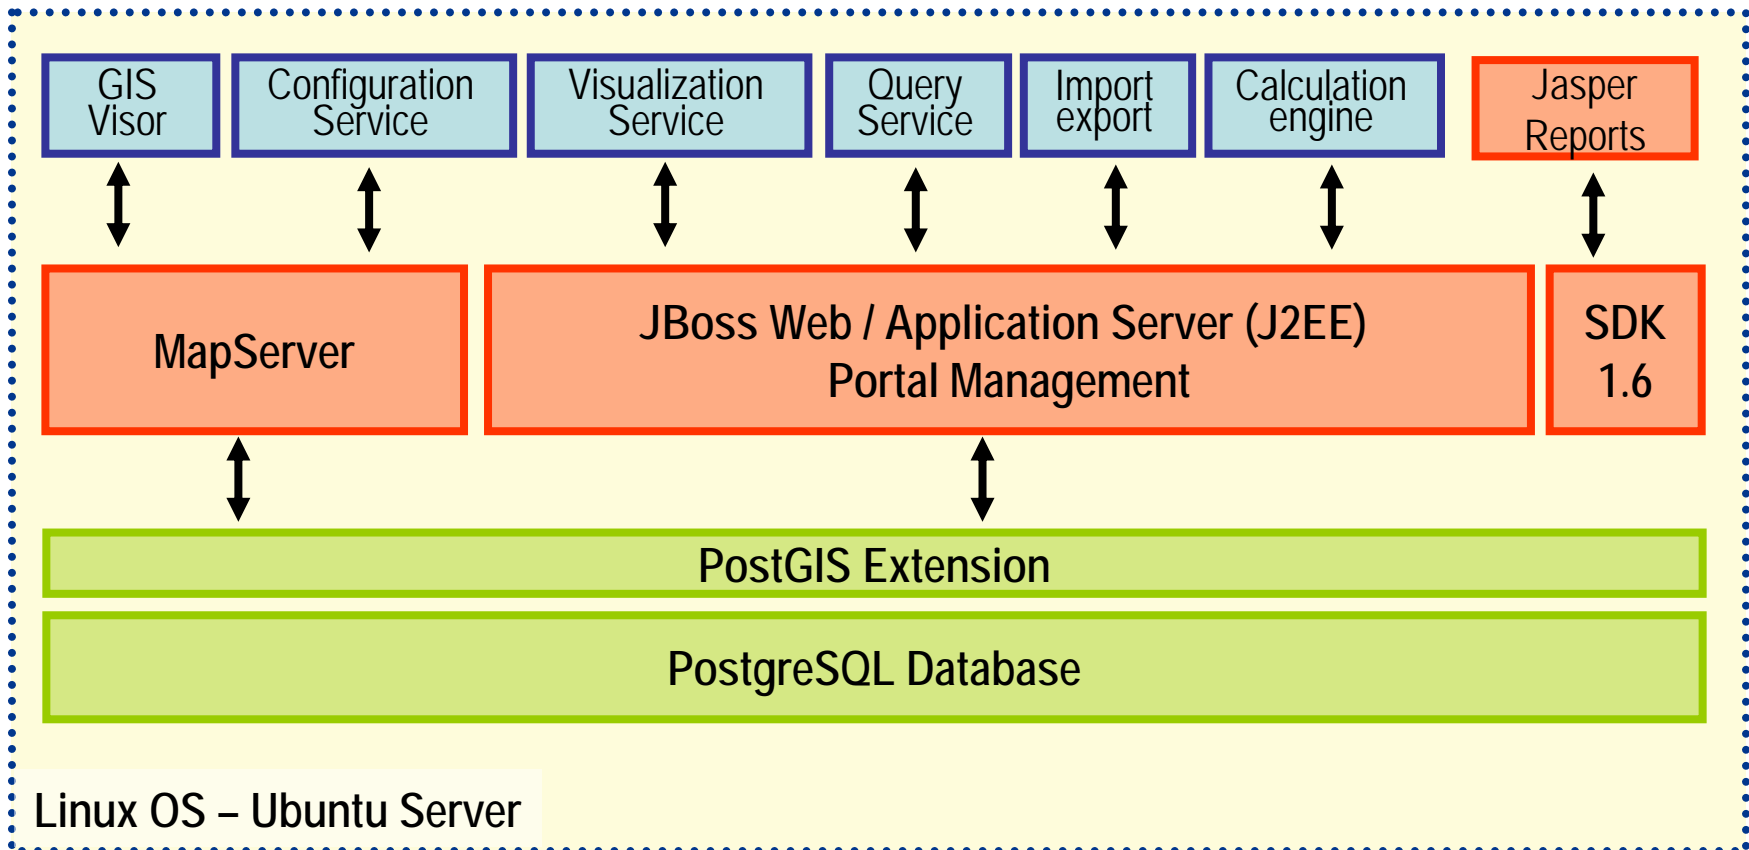 GIS
Visor
Configuration
Service
Visualization
Service
Query
Service
Import
export
Calculation
engine
Jasper
Reports
MapServer
JBoss Web / Application Server (J2EE)
Portal Management
SDK
1.6
PostGIS Extension
PostgreSQL Database
Linux OS – Ubuntu Server